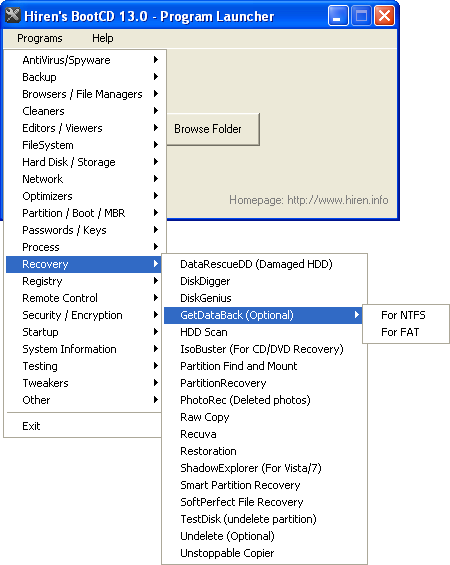 Hiren's BootCD 13.0 - Program Launcher
Programs Help
AntiVirus/Spyware
Backup
Browsers / File Managers
Cleaners
Editors / Viewers
FileSystem
Hard Disk / Storage
Network
Optimizers
Partition / Boot / MBR
Passwords / Keys
Process
Recovery
Registry
Remote Control
Security / Encryption
Startup
System Information
Testing
Tweakers
Other
Exit
Browse Folder
Homepage: http://www.hiren.info
DataRescueDD (Damaged HDD)
DiskDigger
DiskGenius
GetDataBack (Optional)
HDD Scan
IsoBuster (For CD/DVD Recovery)
Partition Find and Mount
PartitionRecovery
PhotoRec (Deleted photos)
Raw Copy
Recuva
Restoration
ShadowExplorer (For Vista/7)
Smart Partition Recovery
SoftPerfect File Recovery
TestDisk (undelete partition)
Undelete (Optional)
Unstoppable Copier
For NTFS
For FAT